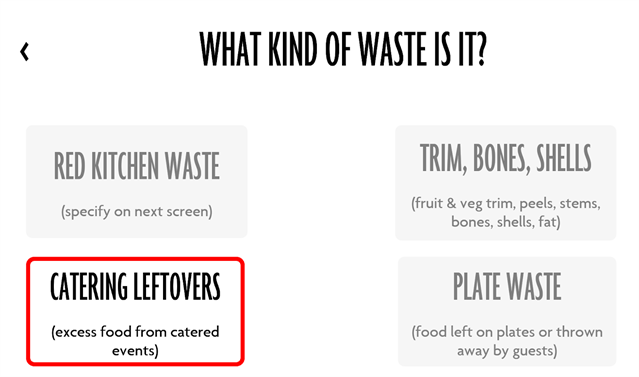 WHAT KIND OF WASTE IS IT?
RED KITCHEN WASTE
(specify on next screen)
TRIM, BONES, SHELLS
(fruit & veg trim, peels, stems,
bones, shells, fat)
CATERING LEFTOVERS
(excess food from catered
events)
PLATE WASTE
(food left on plates or thrown
away by guests)